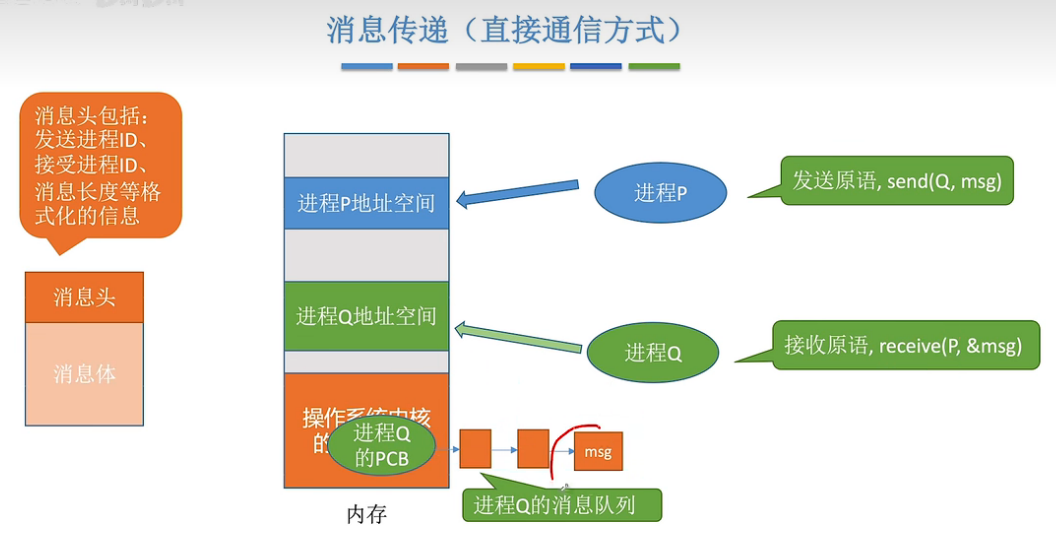 消息传递（直接通信方式）
消息头包括：
发送进程ID、
接受进程ID、
消息长度等格
式化的信息
消息头
消息体
进程P地址空间
进程Q地址空间
操作系统内核
的
进程Q
的PCB
内存
进程P
发送原语, send(Q, msg)
进程Q
接收原语, receive(P, &msg)
msg
进程Q的消息队列